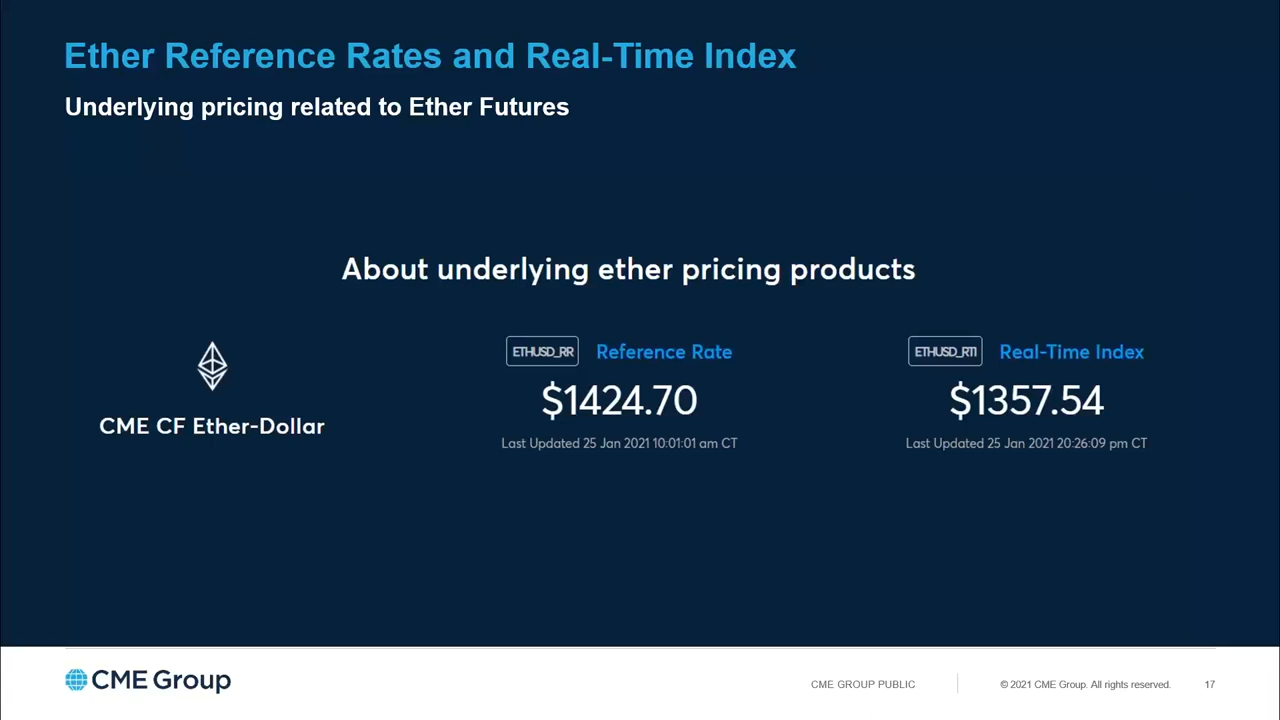 Ether Reference Rates and Real-Time Index
Underlying pricing related to Ether Futures
About underlying ether pricing products
CME CF Ether-Dollar
ETHUSD_RR Reference Rate
$1424.70
Last Updated 25 Jan 2021 10:01:01 am CT
ETHUSD_RTI Real-Time Index
$1357.54
Last Updated 25 Jan 2021 20:26:09 pm CT
CME Group
CME GROUP PUBLIC
© 2021 CME Group. All rights reserved.
17